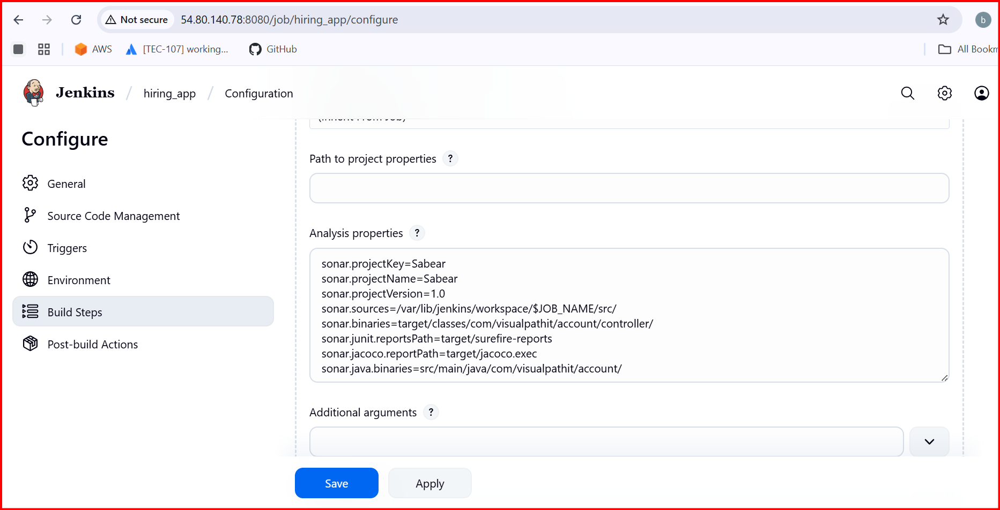 Not secure 54.80.140.78:8080/job/hiring_app/configure b
AWS [TEC-107] working... GitHub All Bookm
Jenkins / hiring_app / Configuration
Configure
General
Source Code Management
Triggers
Environment
Build Steps
Post-build Actions
(Inherit From Job)
Path to project properties ?
Analysis properties ?
sonar.projectKey=Sabear
sonar.projectName=Sabear
sonar.projectVersion=1.0
sonar.sources=/var/lib/jenkins/workspace/$JOB_NAME/src/
sonar.binaries=target/classes/com/visualpathit/account/controller/
sonar.junit.reportsPath=target/surefire-reports
sonar.jacoco.reportPath=target/jacoco.exec
sonar.java.binaries=src/main/java/com/visualpathit/account/
Additional arguments ?
Save Apply